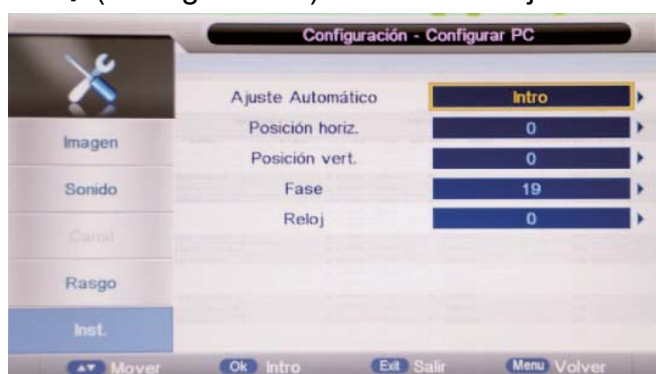 Configuración - Configurar PC
Ajuste Automático Intro
Posición horiz. 0
Posición vert. 0
Fase 19
Reloj 0
Imagen
Sonido
Canal
Rasgo
Inst.
Mover Ok Intro Exit Salir Menu Volver